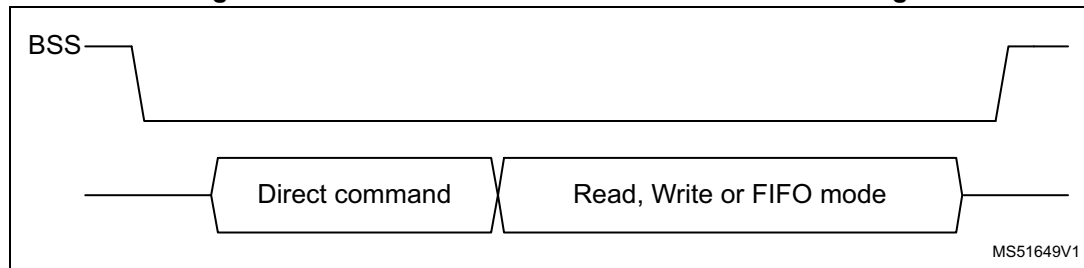 BSS
Direct command
Read, Write or FIFO mode
MS51649V1